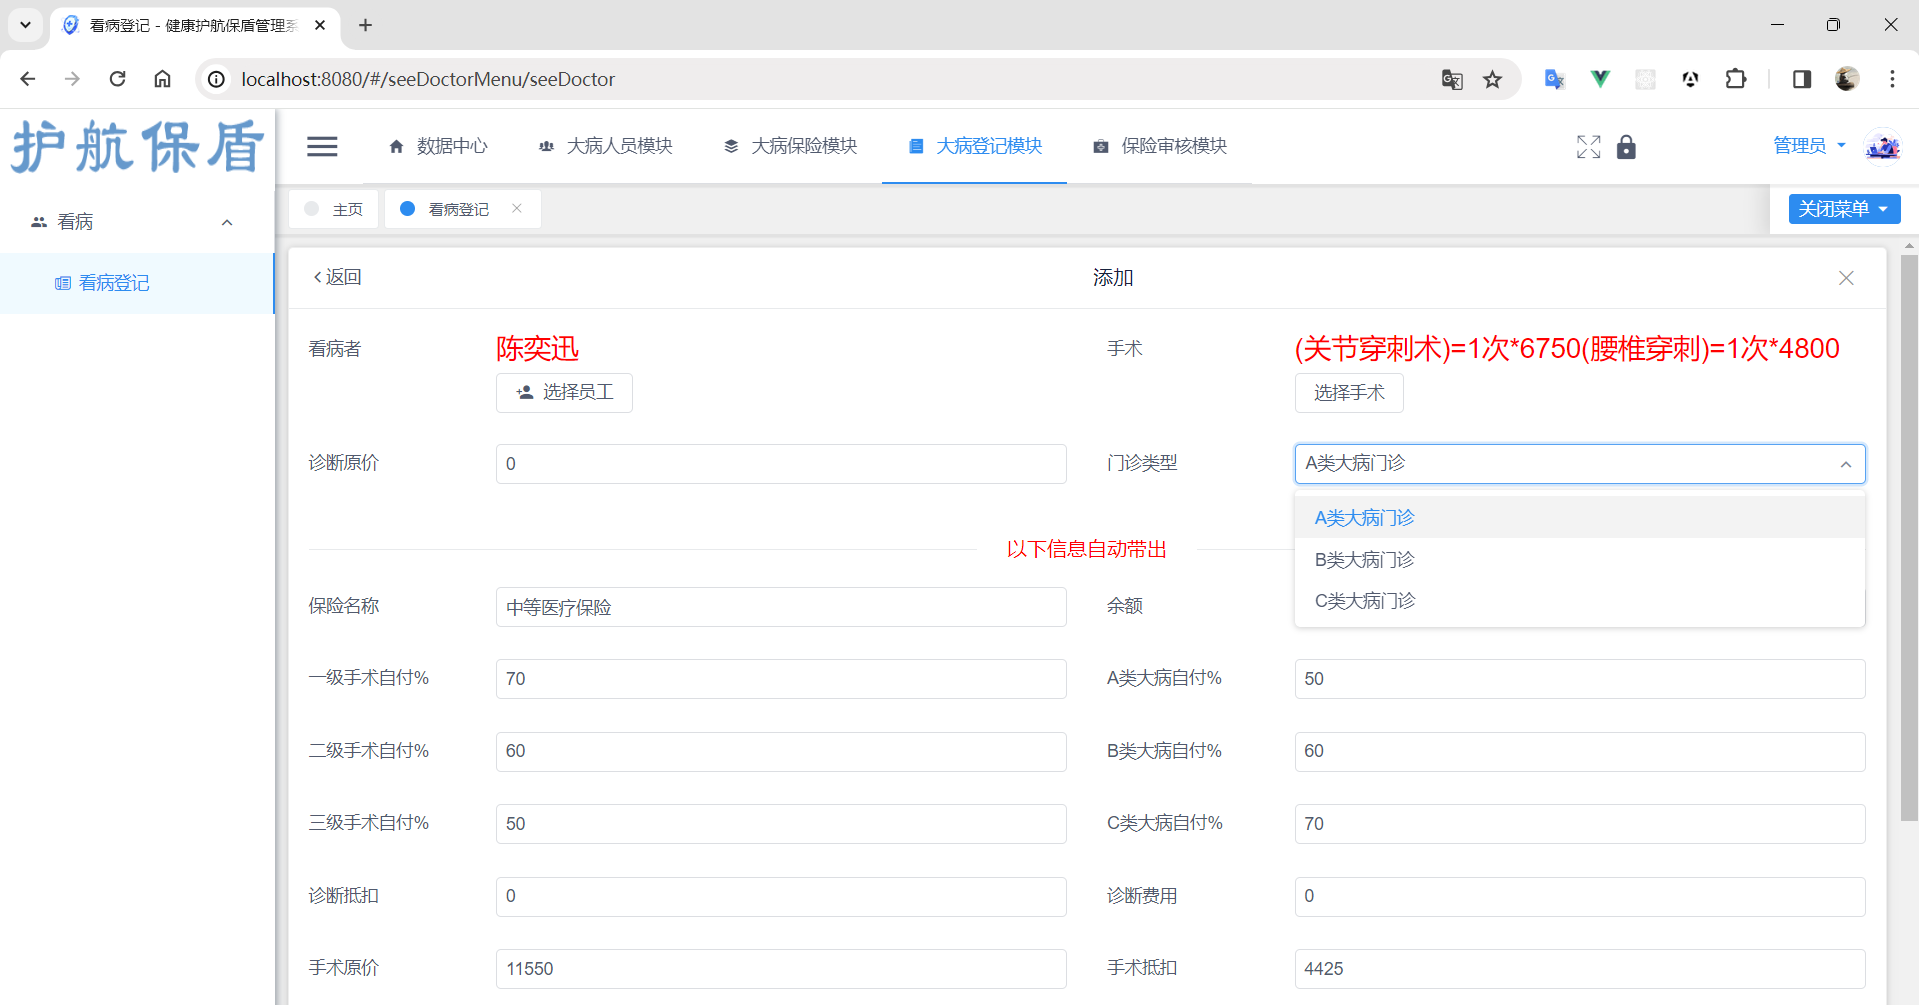 看病登记 - 健康护航保盾管理系
localhost:8080/#/seeDoctorMenu/seeDoctor
护航保盾
数据中心
大病人员模块
大病保险模块
大病登记模块
保险审核模块
管理员
看病
看病登记
主页
看病登记
关闭菜单
返回
添加
看病者
陈奕迅
选择员工
手术
(关节穿刺术)=1次*6750(腰椎穿刺)=1次*4800
选择手术
诊断原价
0
门诊类型
A类大病门诊
A类大病门诊
B类大病门诊
C类大病门诊
以下信息自动带出
保险名称
中等医疗保险
余额
一级手术自付%
70
A类大病自付%
50
二级手术自付%
60
B类大病自付%
60
三级手术自付%
50
C类大病自付%
70
诊断抵扣
0
诊断费用
0
手术原价
11550
手术抵扣
4425